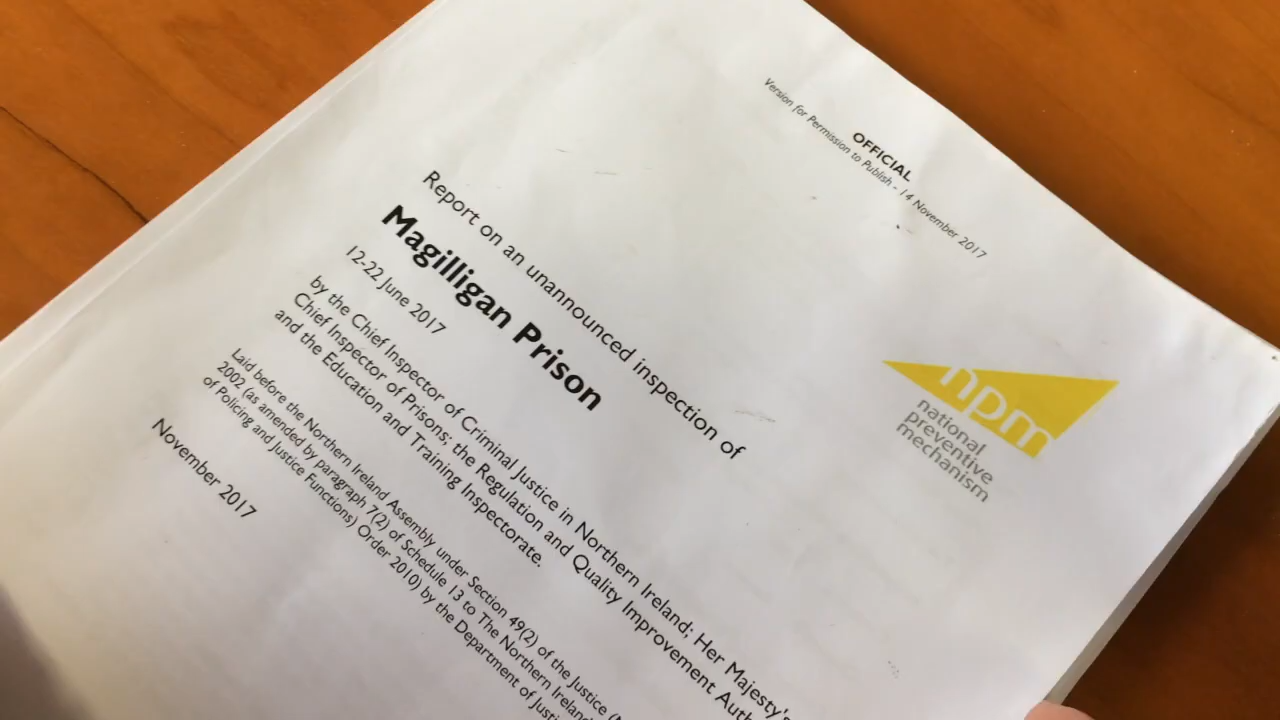 OFFICIAL
Version for Permission to Publish - 14 November 2017
npm
national
preventive
mechanism
Report on an unannounced inspection of
Magilligan Prison
12-22 June 2017
by the Chief Inspector of Criminal Justice in Northern Ireland; Her Majesty's
Chief Inspector of Prisons; the Regulation and Quality Improvement
and the Education and Training Inspectorate.
Laid before the Northern Ireland Assembly under Section 49(2) of the Justice
2002 (as amended by paragraph 7(2) of Schedule 13 to The Northern Ireland
of Policing and Justice Functions) Order 2010) by the Department of
November 2017